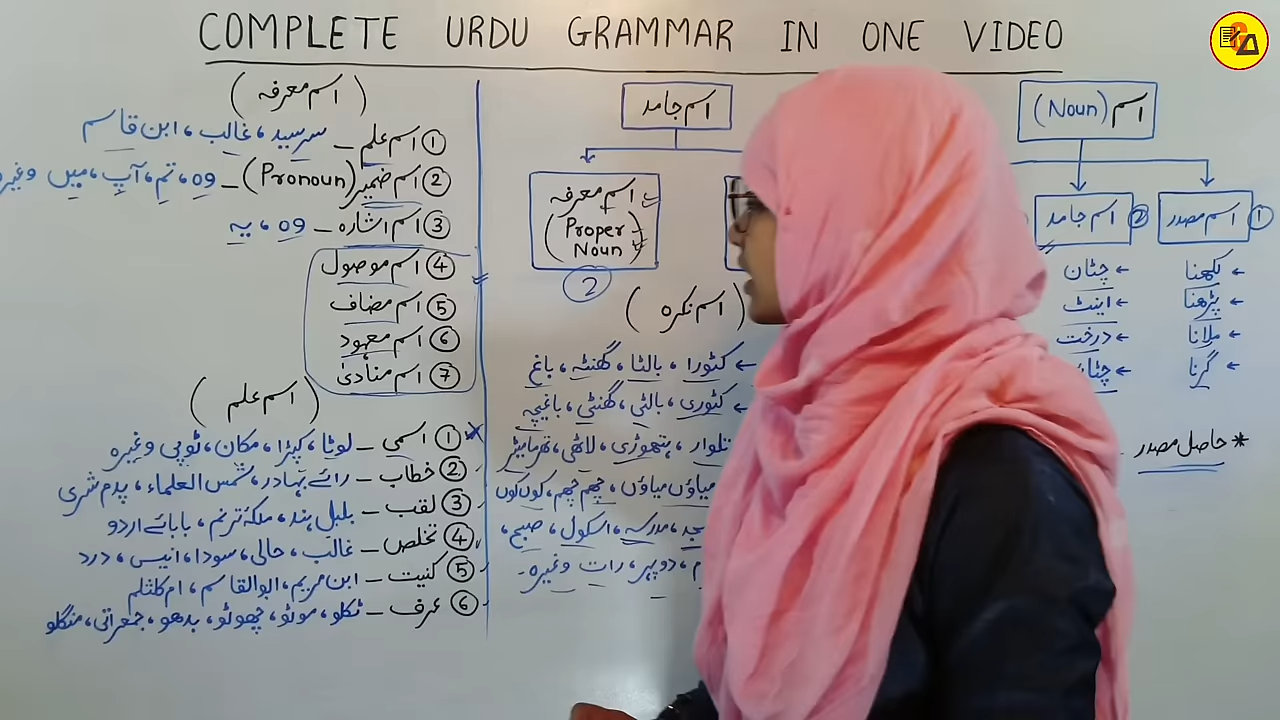 COMPLETE URDU GRAMMAR IN ONE VIDEO
اسم (Noun)
① اسم مصدر
← لکھنا
← پڑھنا
← ملانا
← گرنا
* حاصل مصدر
② اسم جامد
← چٹان
← اینٹ
← درخت
←
اسم جامد
اسم معرفہ
(Proper Noun)
2
(اسم نکرہ)
← کٹورا، بالٹا، گھنٹہ، باغ
← کٹوری، بالٹی، گھنٹی، باغیچہ
تلوار، ہتھوڑی، لاٹھی، تھرمامیٹر
میاؤں میاؤں، چھم چھم، کوں کوں
مدرسہ، اسکول، صبح،
، دوپہر، رات وغیرہ۔
(اسم معرفہ)
① اسم علم – سرسید، غالب، ابن قاسم
② اسم ضمیر (Pronoun) – وہ، تم، آپ، میں وغیرہ
③ اسم اشارہ – وہ، یہ
④ اسم موصول
⑤ اسم مضاف
⑥ اسم معہود
⑦ اسم منادیٰ
(اسم علم)
① اسمی – لوٹا، کپڑا، مکان، ٹوپی وغیرہ
② خطاب – رائے بہادر، شمس العلماء، پدم شری
③ لقب – بلبل ہند، ملکۂ ترنم، بابائے اردو
④ تخلص – غالب، حالی، سودا، انیس، درد
⑤ کنیت – ابن مریم، ابوالقاسم، ام کلثلم
⑥ عرف – ٹکلو، موٹو، چھوٹو، بدھو، جمعراتی، منگلو